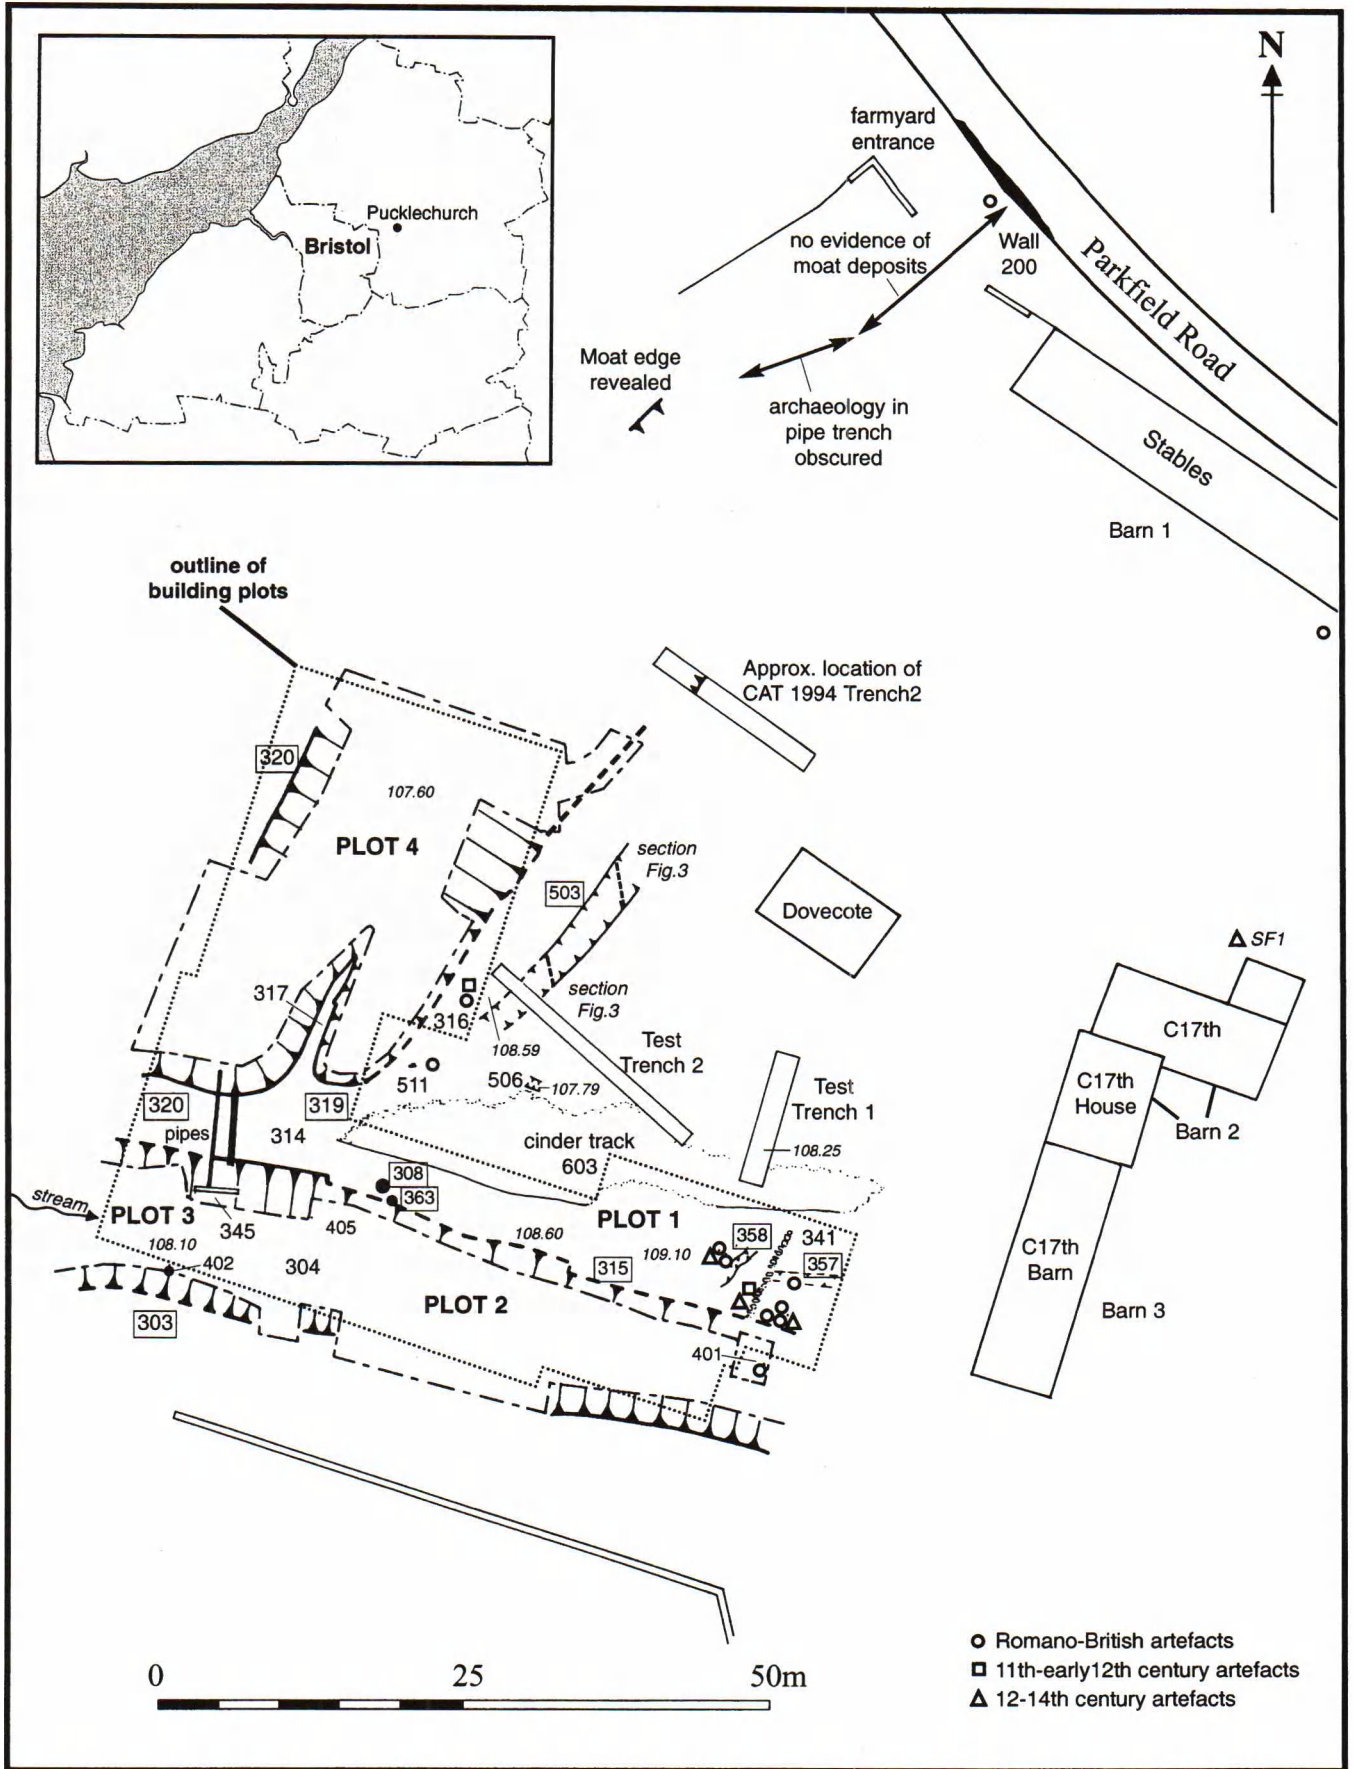 N
farmyard
entrance
Pucklechurch
Bristol
no evidence of
moat deposits
Wall
200
Parkfield Road
Moat edge
revealed
archaeology in
pipe trench
obscured
Stables
Barn 1
outline of
building plots
Approx. location of
CAT 1994 Trench2
320
107.60
PLOT 4
section
Fig.3
503
Dovecote
SF1
317
316
section
Fig.3
C17th
108.59
Test
Trench 2
511
506
107.79
Test
Trench 1
C17th
House
Barn 2
320
319
pipes
314
cinder track
603
108.25
308
363
stream
PLOT 3
345
405
PLOT 1
108.60
109.10
358
341
357
108.10
402
304
315
C17th
Barn
PLOT 2
Barn 3
303
401
0 25 50m
Romano-British artefacts
11th-early12th century artefacts
12-14th century artefacts